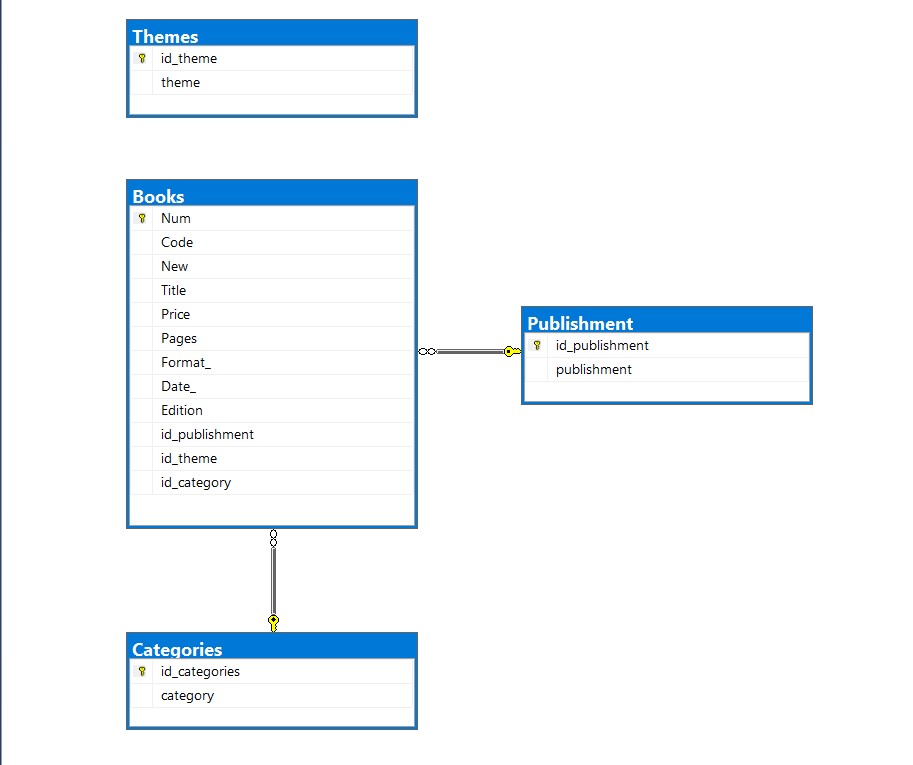 Themes
id_theme
theme
Books
Num
Code
New
Title
Price
Pages
Format_
Date_
Edition
id_publishment
id_theme
id_category
Publishment
id_publishment
publishment
Categories
id_categories
category